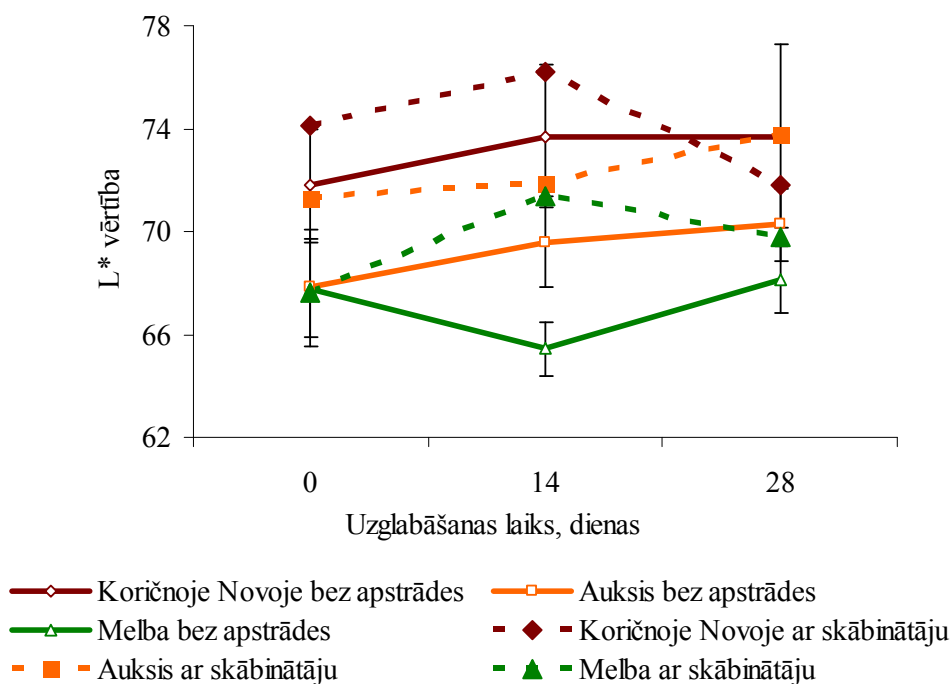 78
74
70
66
62
L* vērtība
0 14 28
Uzglabāšanas laiks, dienas
Koričnoje Novoje bez apstrādes
Auksis bez apstrādes
Melba bez apstrādes
Koričnoje Novoje ar skābinātāju
Auksis ar skābinātāju
Melba ar skābinātāju